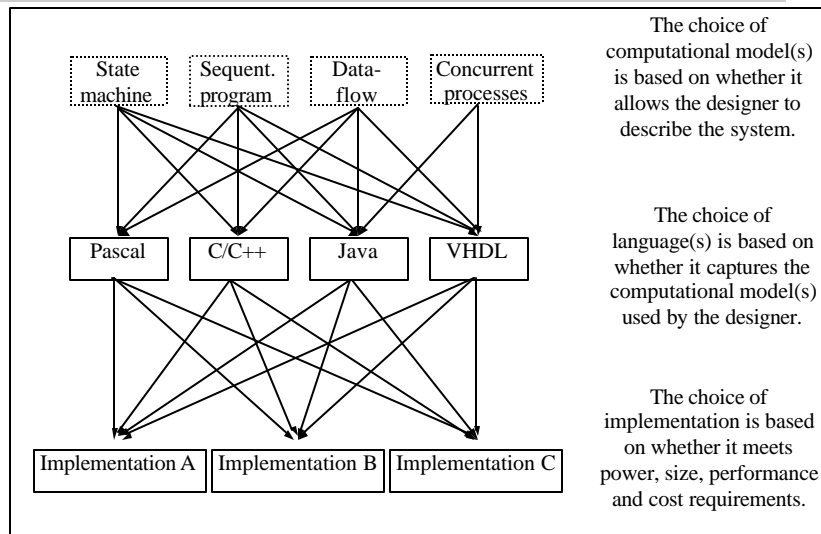 State
machine
Sequent.
program
Data-
flow
Concurrent
processes
The choice of
computational model(s)
is based on whether it
allows the designer to
describe the system.
Pascal
C/C++
Java
VHDL
The choice of
language(s) is based on
whether it captures the
computational model(s)
used by the designer.
Implementation A
Implementation B
Implementation C
The choice of
implementation is based
on whether it meets
power, size, performance
and cost requirements.